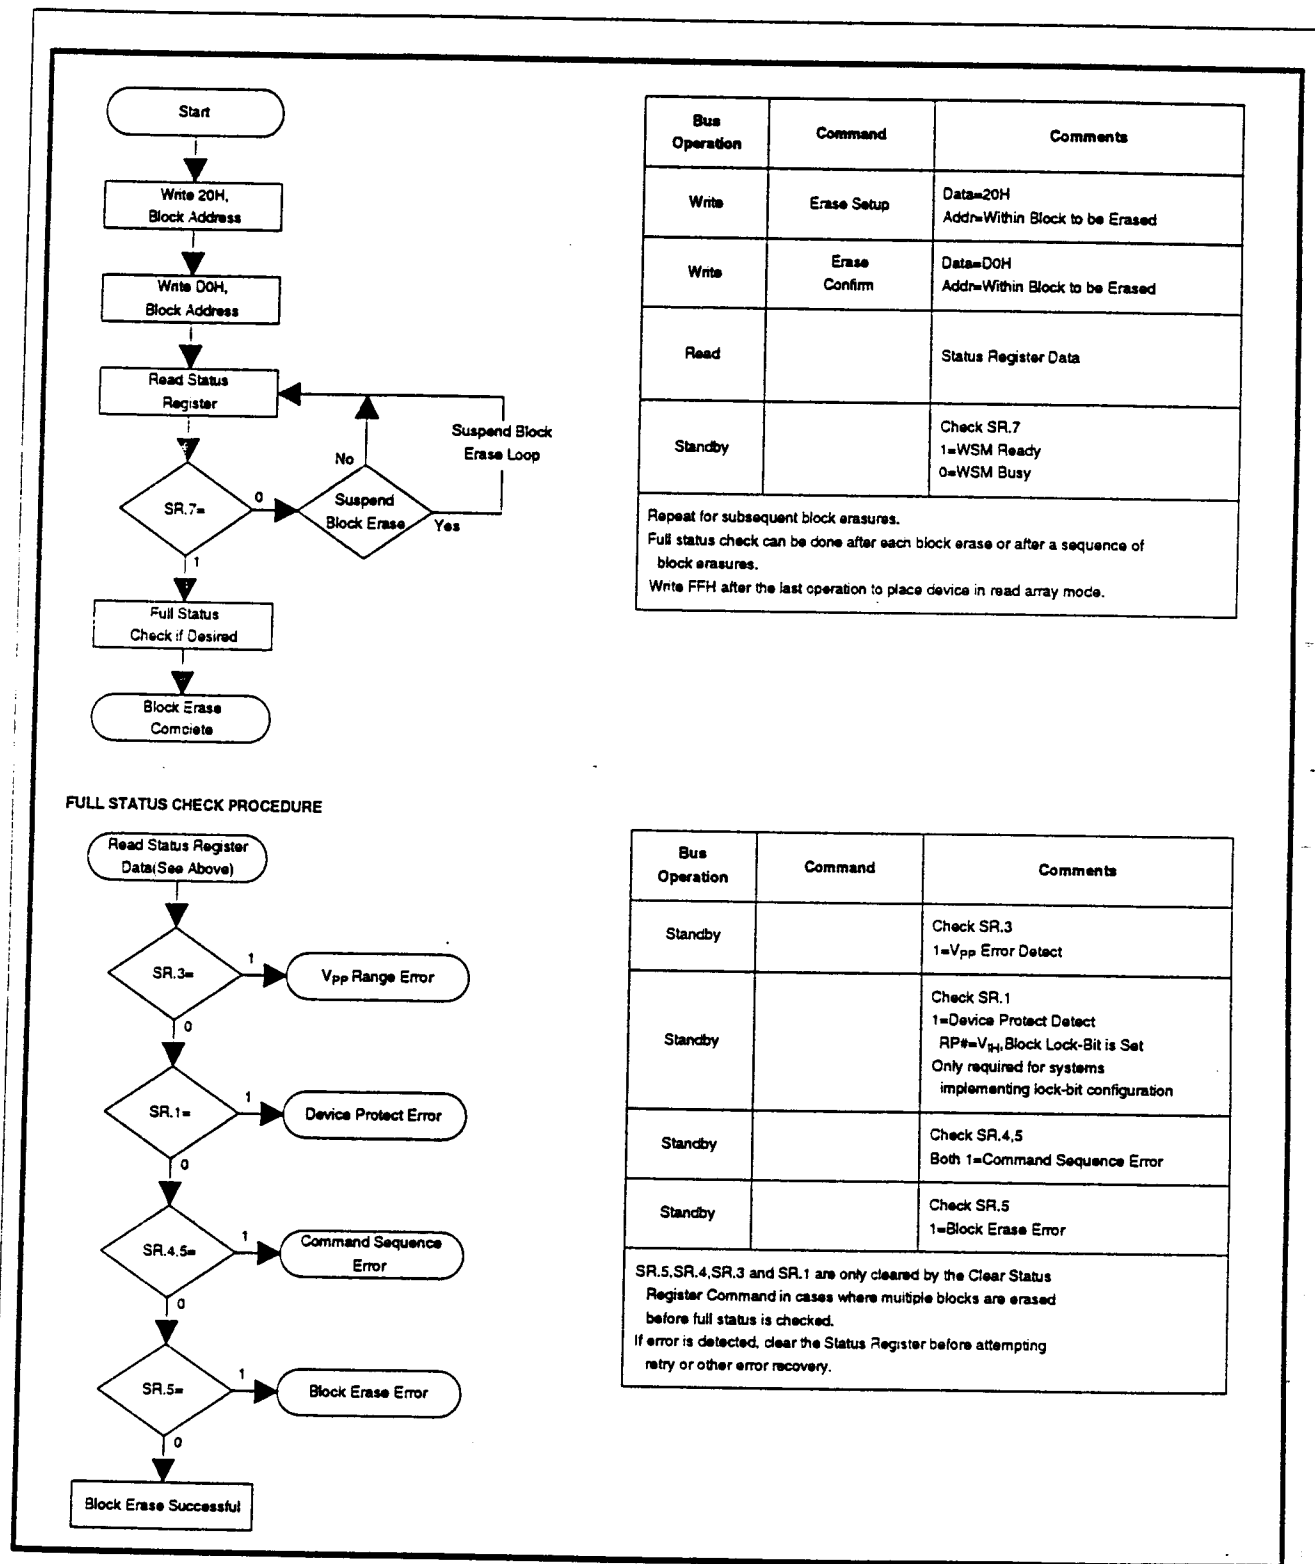 Start
Write 20H,
Block Address
Write D0H,
Block Address
Read Status
Register
Suspend Block
Erase Loop
No
SR.7=
0
Suspend
Block Erase
Yes
1
Full Status
Check if Desired
Block Erase
Complete
Bus
Operation
Command
Comments
Write
Erase Setup
Data=20H
Addr=Within Block to be Erased
Write
Erase
Confirm
Data=D0H
Addr=Within Block to be Erased
Read
Status Register Data
Standby
Check SR.7
1=WSM Ready
0=WSM Busy
Repeat for subsequent block erasures.
Full status check can be done after each block erase or after a sequence of
block erasures.
Write FFH after the last operation to place device in read array mode.
FULL STATUS CHECK PROCEDURE
Read Status Register
Data(See Above)
SR.3=
1
VPP Range Error
0
SR.1=
1
Device Protect Error
0
SR.4,5=
1
Command Sequence
Error
0
SR.5=
1
Block Erase Error
0
Block Erase Successful
Bus
Operation
Command
Comments
Standby
Check SR.3
1=VPP Error Detect
Standby
Check SR.1
1=Device Protect Detect
RP#=VIH,Block Lock-Bit is Set
Only required for systems
implementing lock-bit configuration
Standby
Check SR.4,5
Both 1=Command Sequence Error
Standby
Check SR.5
1=Block Erase Error
SR.5,SR.4,SR.3 and SR.1 are only cleared by the Clear Status
Register Command in cases where multiple blocks are erased
before full status is checked.
If error is detected, clear the Status Register before attempting
retry or other error recovery.